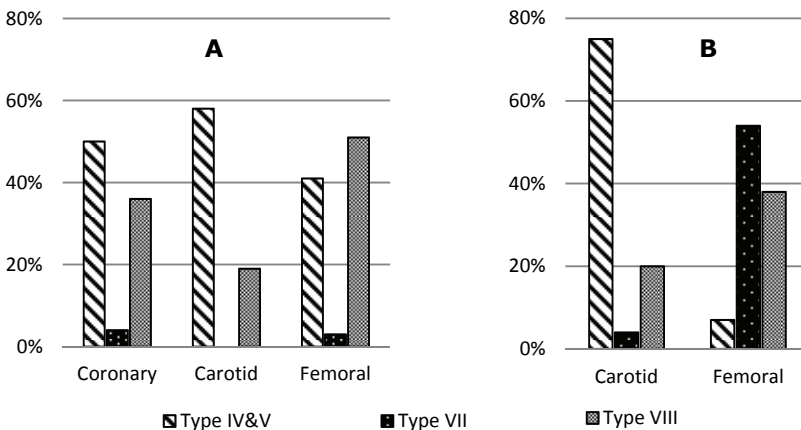 A
80%
60%
40%
20%
0%
Coronary Carotid Femoral
B
80%
60%
40%
20%
0%
Carotid Femoral
Type IV&V Type VII Type VIII